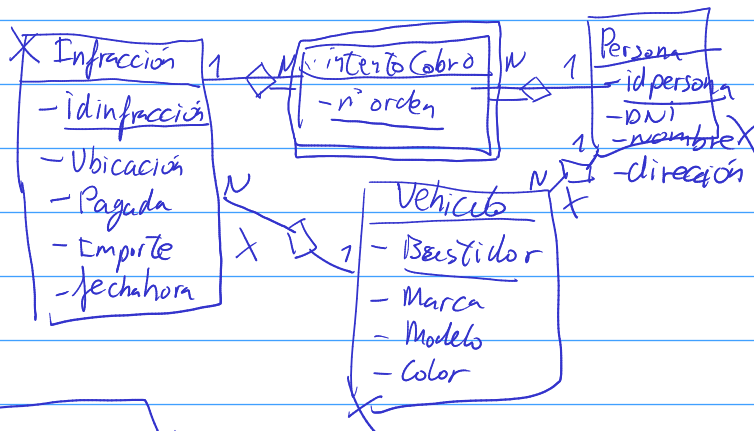 X Infracción
- idinfracción
- Ubicación
- Pagada
- Importe
- fechahora
1
N
intentoCobro
- nº orden
N
1
Persona
- idpersona
- DNI
- nombre X
- dirección
1
N
X
N
X
1
Vehiculo
- Bastidor
- Marca
- Modelo
- Color
X